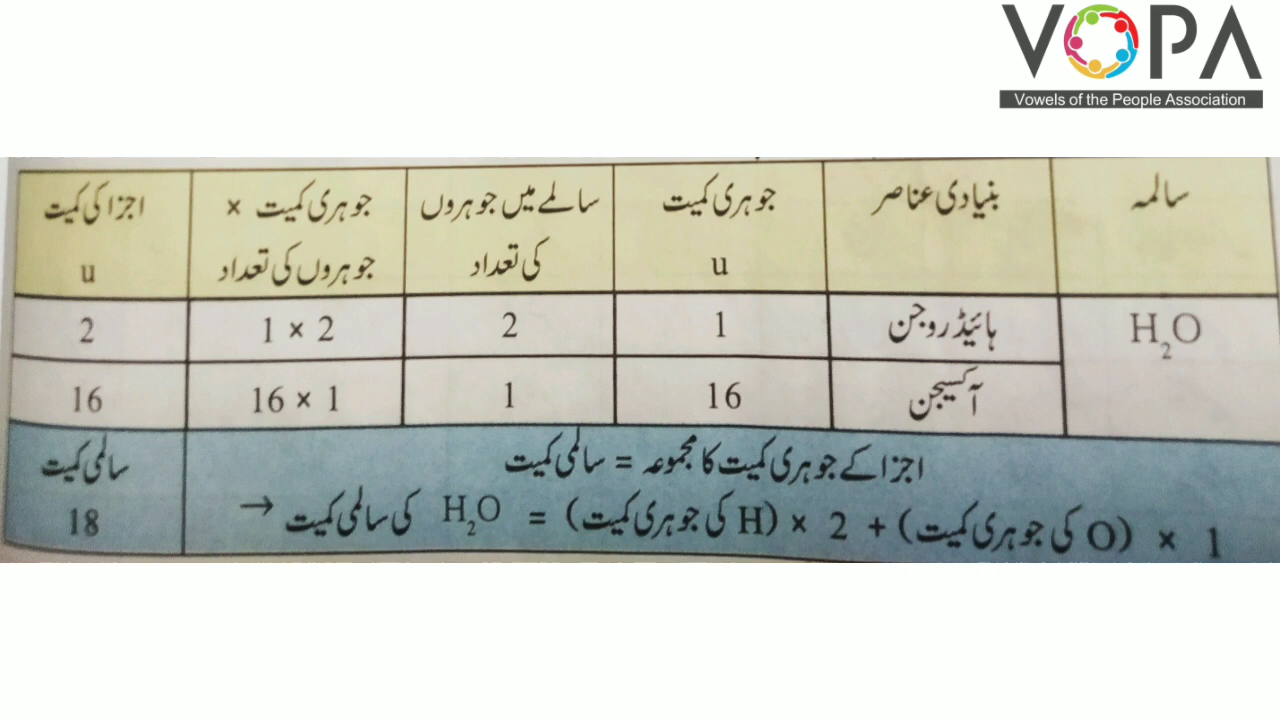 VOPA
Vowels of the People Association
سالمہ
بنیادی عناصر
جوہری کمیت
u
سالمے میں جوہروں
کی تعداد
جوہری کمیت ×
جوہروں کی تعداد
اجزا کی کمیت
u
H₂O
ہائیڈروجن
1
2
1 × 2
2
آکسیجن
16
1
16 × 1
16
اجزا کے جوہری کمیت کا مجموعہ = سالمی کمیت
1 × (O کی جوہری کمیت) + 2 × (H کی جوہری کمیت) = H₂O کی سالمی کمیت →
سالمی کمیت
18